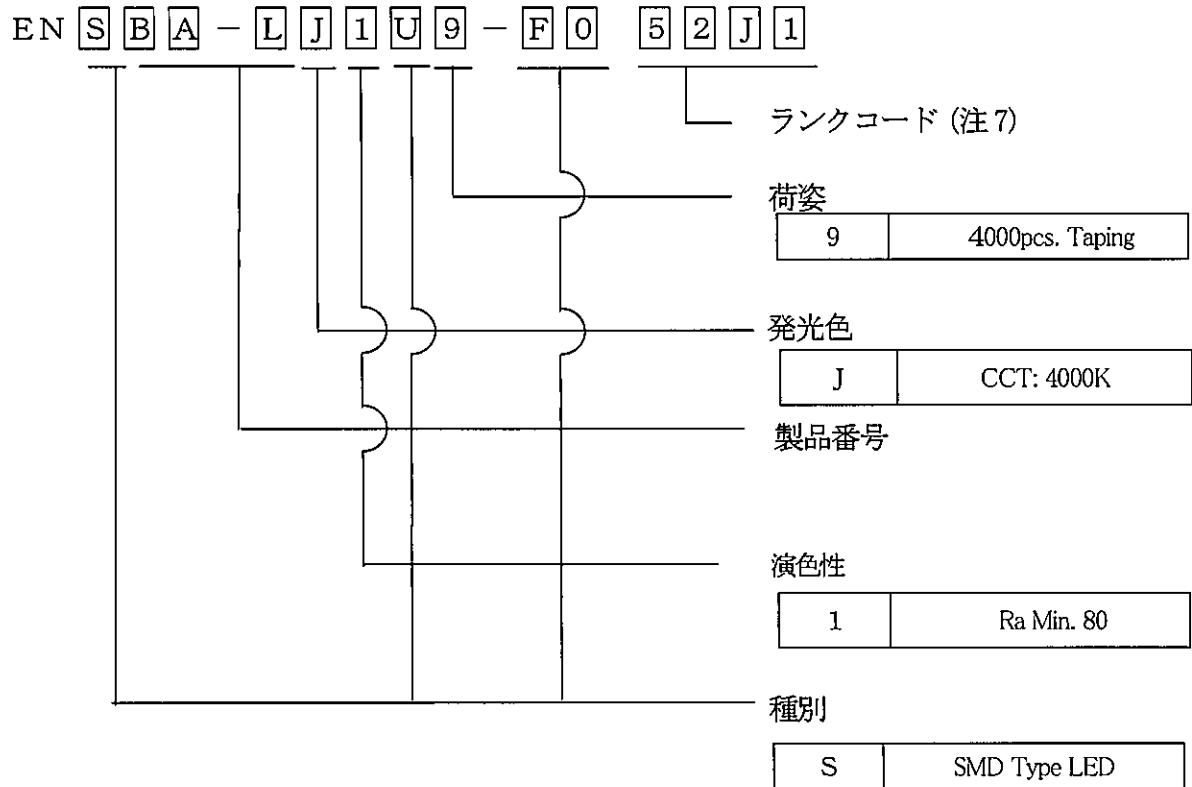 EN S B A － L J 1 U 9 － F 0 5 2 J 1
ランクコード (注7)
荷姿
9 4000pcs. Taping
発光色
J CCT: 4000K
製品番号
演色性
1 Ra Min. 80
種別
S SMD Type LED